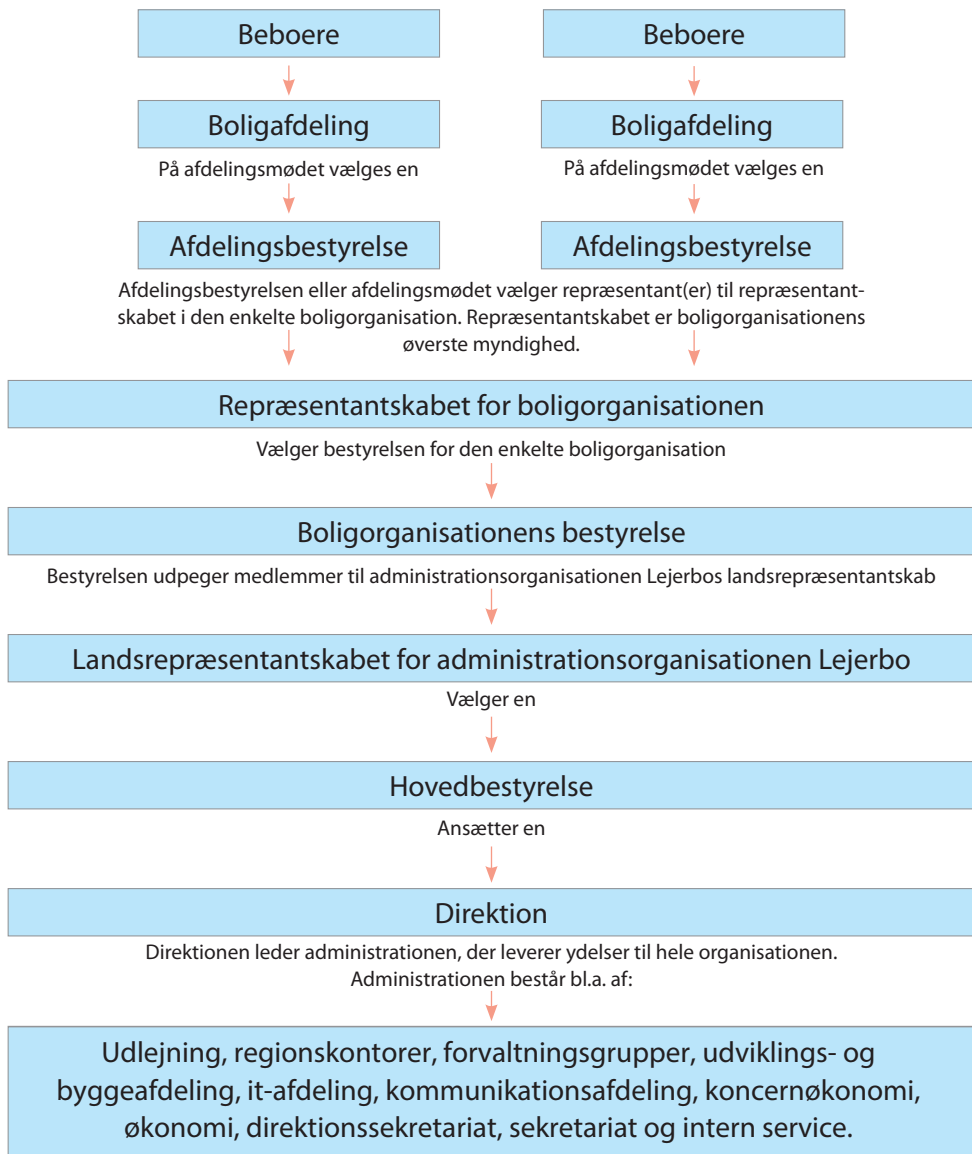 Beboere
Beboere
Boligafdeling
Boligafdeling
På afdelingsmødet vælges en
På afdelingsmødet vælges en
Afdelingsbestyrelse
Afdelingsbestyrelse
Afdelingsbestyrelsen eller afdelingsmødet vælger repræsentant(er) til repræsentant-
skabet i den enkelte boligorganisation. Repræsentantskabet er boligorganisationens
øverste myndighed.
Repræsentantskabet for boligorganisationen
Vælger bestyrelsen for den enkelte boligorganisation
Boligorganisationens bestyrelse
Bestyrelsen udpeger medlemmer til administrationsorganisationen Lejerbos landsrepræsentantskab
Landsrepræsentantskabet for administrationsorganisationen Lejerbo
Vælger en
Hovedbestyrelse
Ansætter en
Direktion
Direktionen leder administrationen, der leverer ydelser til hele organisationen.
Administrationen består bl.a. af:
Udlejning, regionskontorer, forvaltningsgrupper, udviklings- og
byggeafdeling, it-afdeling, kommunikationsafdeling, koncernøkonomi,
økonomi, direktionssekretariat, sekretariat og intern service.